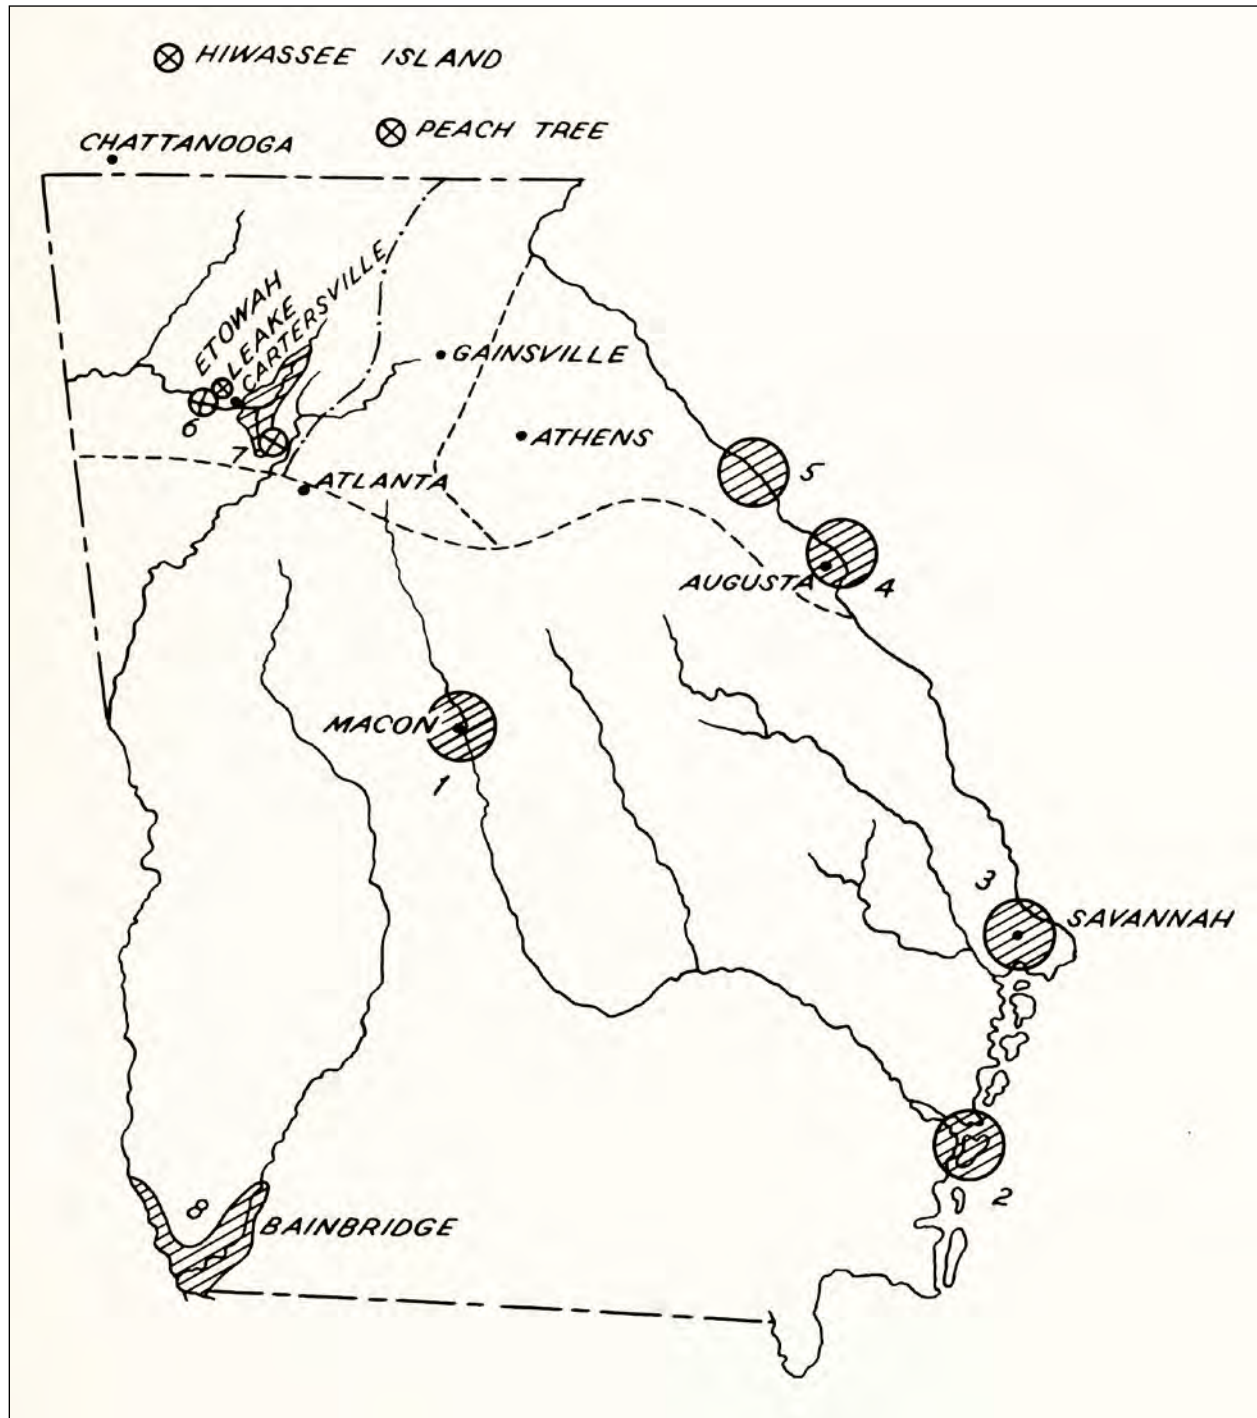 HIWASSEE ISLAND
PEACH TREE
CHATTANOOGA
ETOWAH
LEAKE
CARTERSVILLE
GAINSVILLE
6
7
ATHENS
5
ATLANTA
AUGUSTA
4
MACON
1
3
SAVANNAH
2
8
BAINBRIDGE